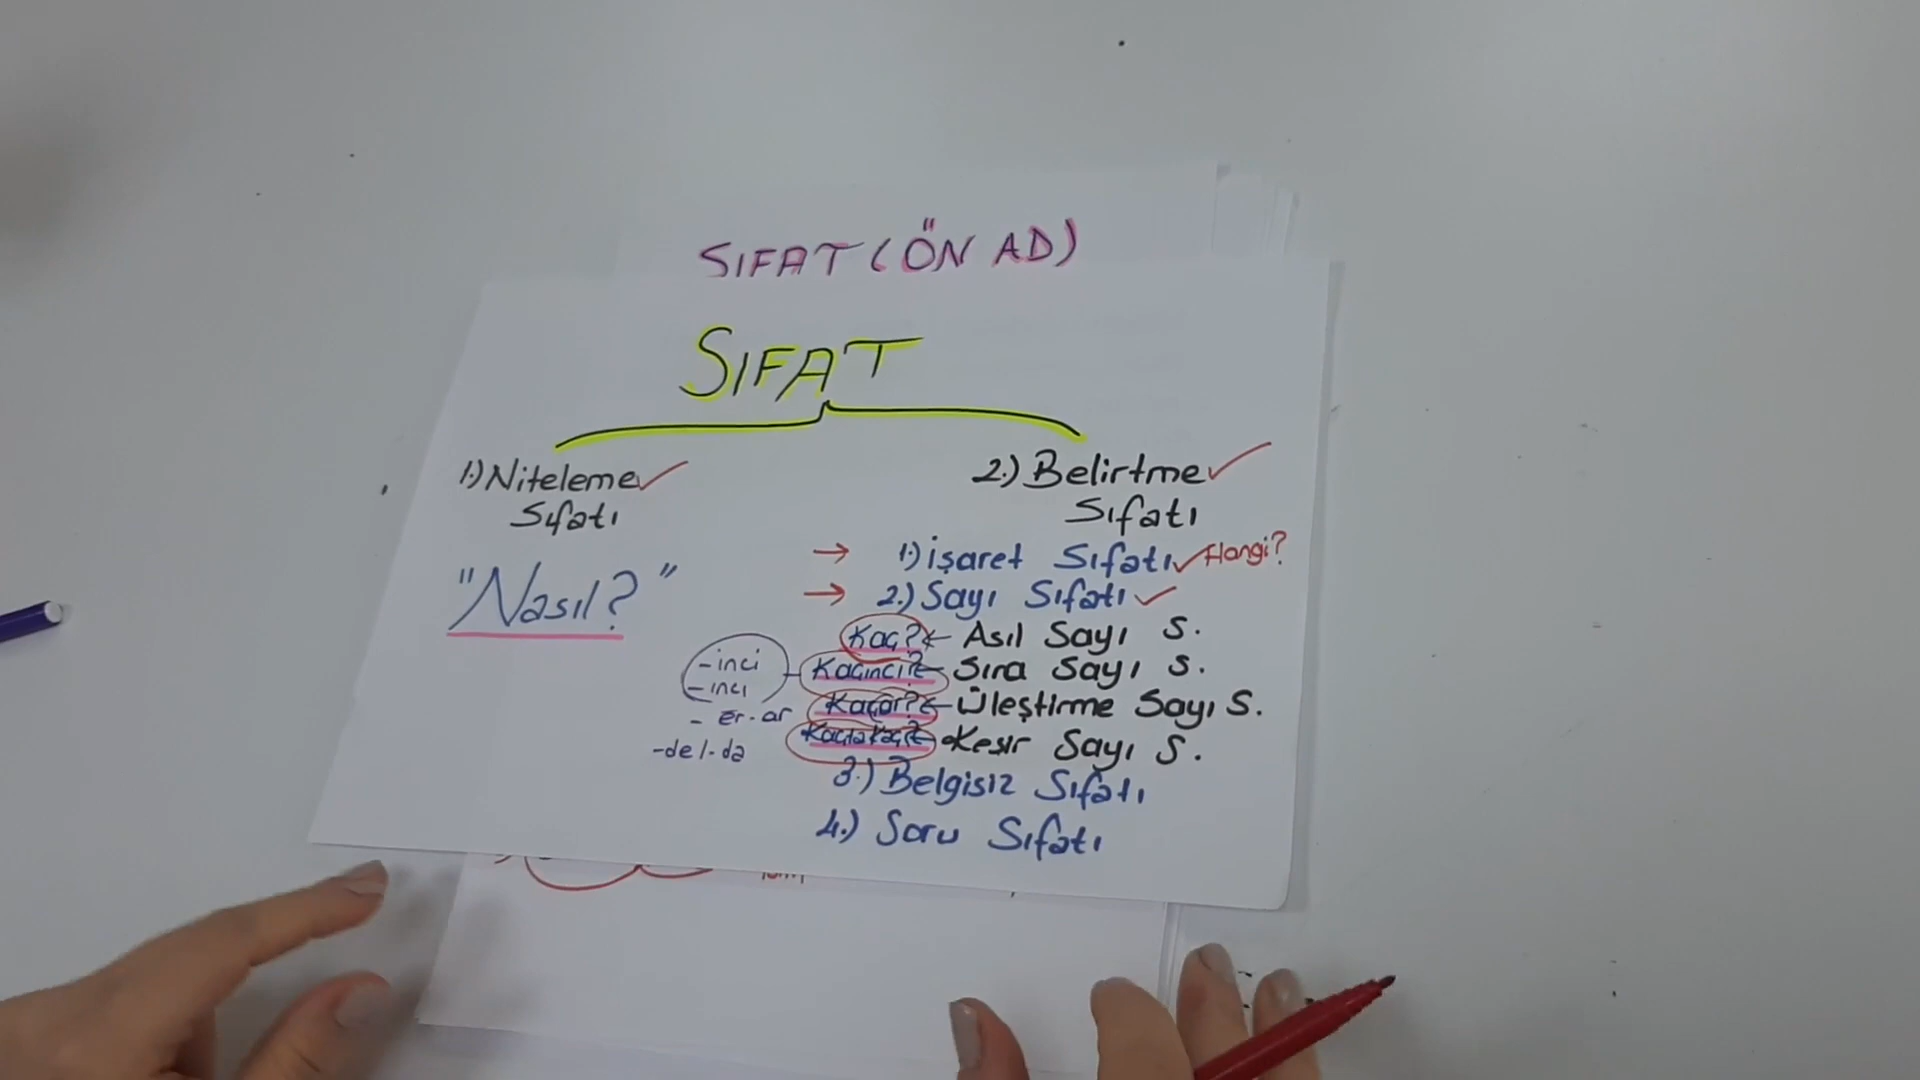 SIFAT (ÖN AD)
SIFAT
1.) Niteleme Sıfatı
"Nasıl?"
2.) Belirtme Sıfatı
→ 1.) İşaret Sıfatı Hangi?
→ 2.) Sayı Sıfatı
Kaç? ← Asıl Sayı S.
-inci
-ıncı
Kaçıncı? ← Sıra Sayı S.
- er -ar
Kaçar? ← Üleştirme Sayı S.
-de/-da
Kaçta Kaç? ← Kesir Sayı S.
3.) Belgisiz Sıfatı
4.) Soru Sıfatı